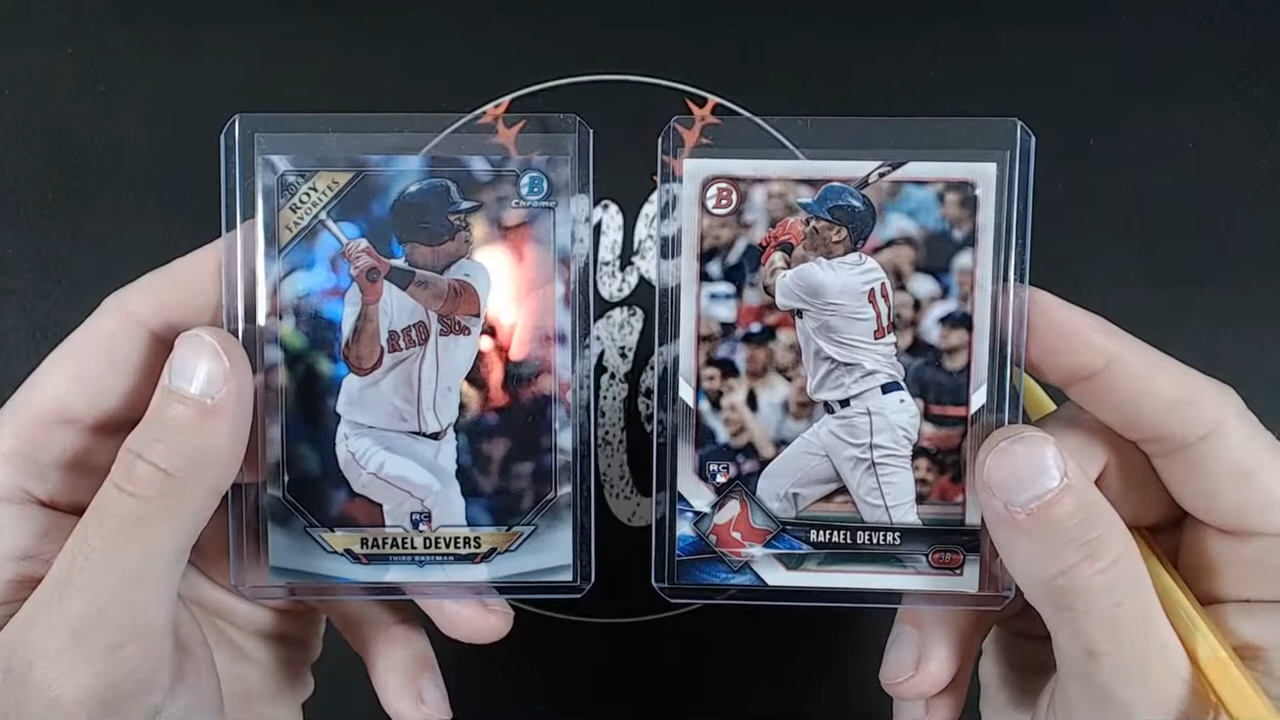 2018
ROY
FAVORITES
B
Chrome
RED SOX
RC
RAFAEL DEVERS
THIRD BASEMAN
B
11
RC
RAFAEL DEVERS
3B